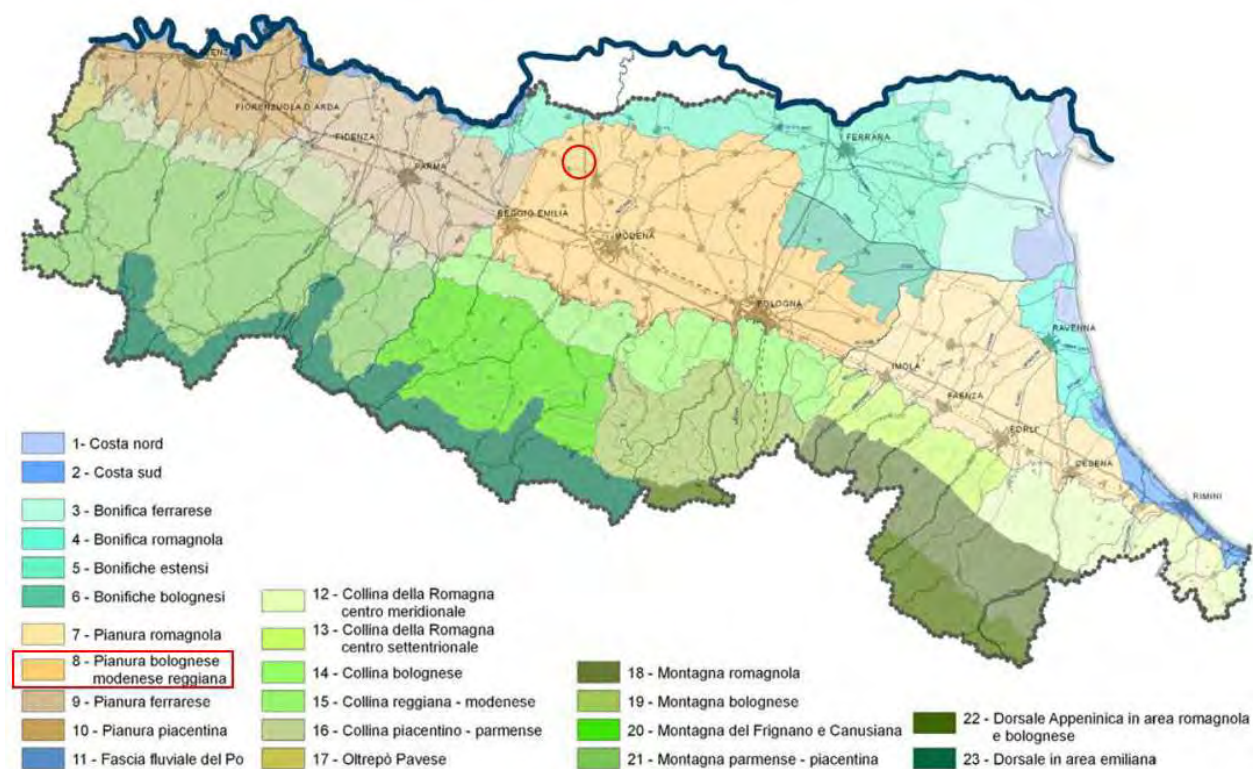 FIORENZUOLA D'ARDA
FIDENZA
PARMA
REGGIO EMILIA
MODENA
BOLOGNA
FERRARA
RAVENNA
IMOLA
FAENZA
FORLI'
CESENA
RIMINI
1- Costa nord
2 - Costa sud
3 - Bonifica ferrarese
4 - Bonifica romagnola
5 - Bonifiche estensi
6 - Bonifiche bolognesi
7 - Pianura romagnola
8 - Pianura bolognese
modenese reggiana
9 - Pianura ferrarese
10 - Pianura piacentina
11 - Fascia fluviale del Po
12 - Collina della Romagna
centro meridionale
13 - Collina della Romagna
centro settentrionale
14 - Collina bolognese
15 - Collina reggiana - modenese
16 - Collina piacentino - parmense
17 - Oltrepò Pavese
18 - Montagna romagnola
19 - Montagna bolognese
20 - Montagna del Frignano e Canusiana
21 - Montagna parmense - piacentina
22 - Dorsale Appeninica in area romagnola
e bolognese
23 - Dorsale in area emiliana